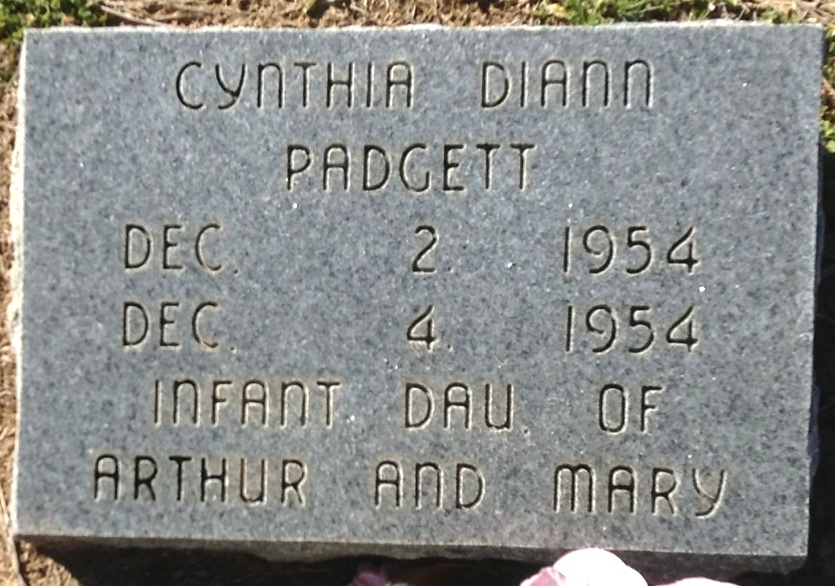 CYNTHIA DIANN
PADGETT
DEC. 2. 1954
DEC. 4. 1954
INFANT DAU. OF
ARTHUR AND MARY